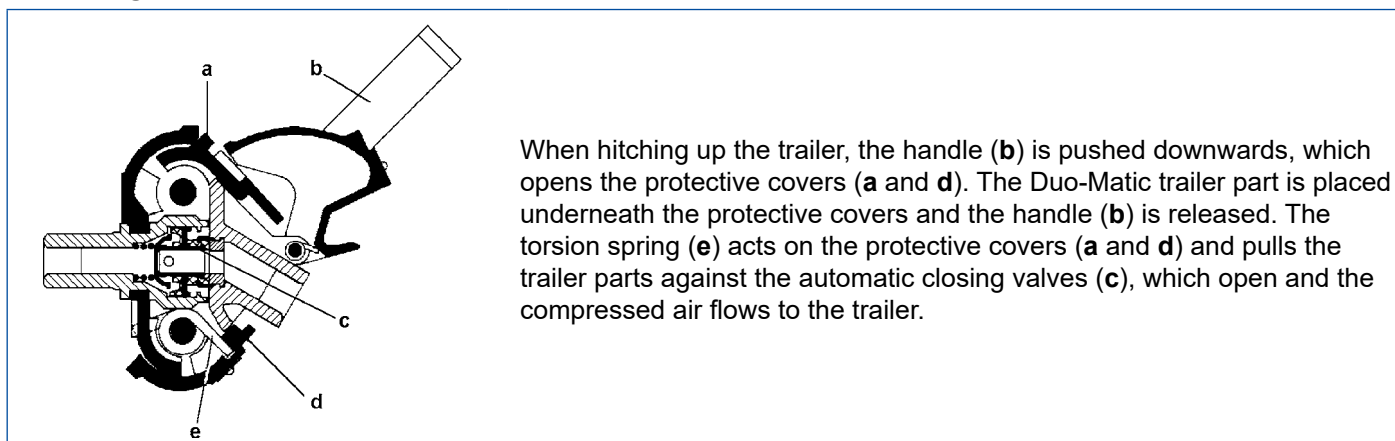 a
b
When hitching up the trailer, the handle (b) is pushed downwards, which
opens the protective covers (a and d). The Duo-Matic trailer part is placed
underneath the protective covers and the handle (b) is released. The
torsion spring (e) acts on the protective covers (a and d) and pulls the
trailer parts against the automatic closing valves (c), which open and the
compressed air flows to the trailer.
c
d
e